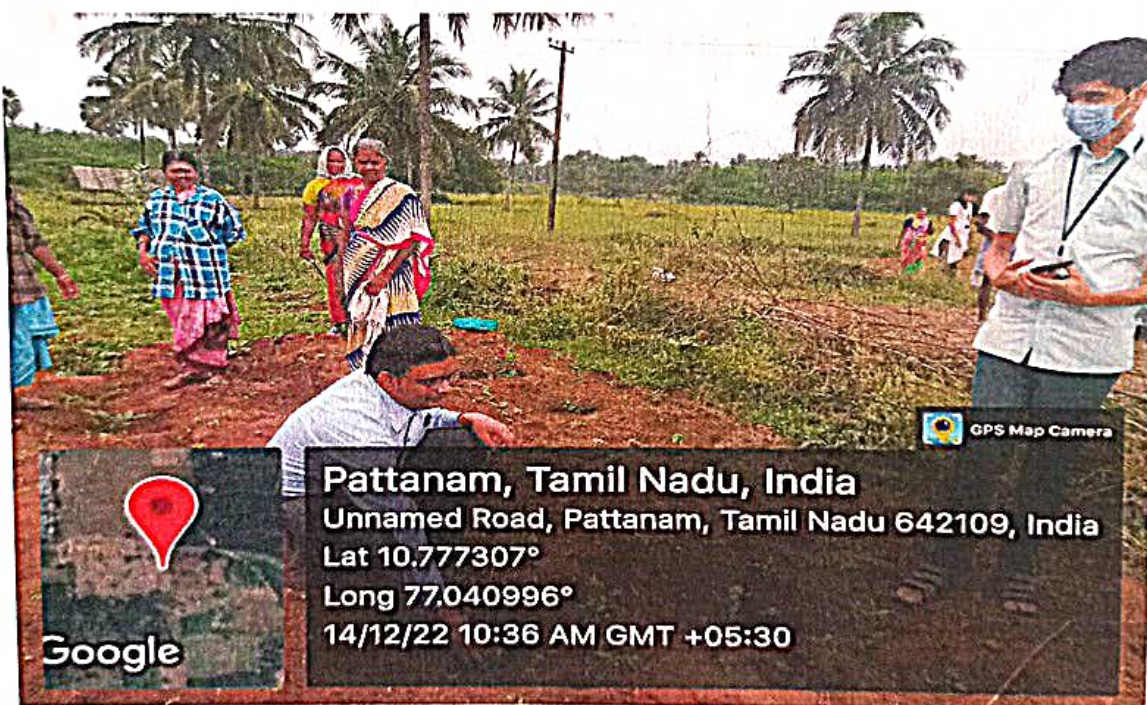 GPS Map Camera
Pattanam, Tamil Nadu, India
Unnamed Road, Pattanam, Tamil Nadu 642109, India
Lat 10.777307°
Long 77.040996°
14/12/22 10:36 AM GMT +05:30
Google